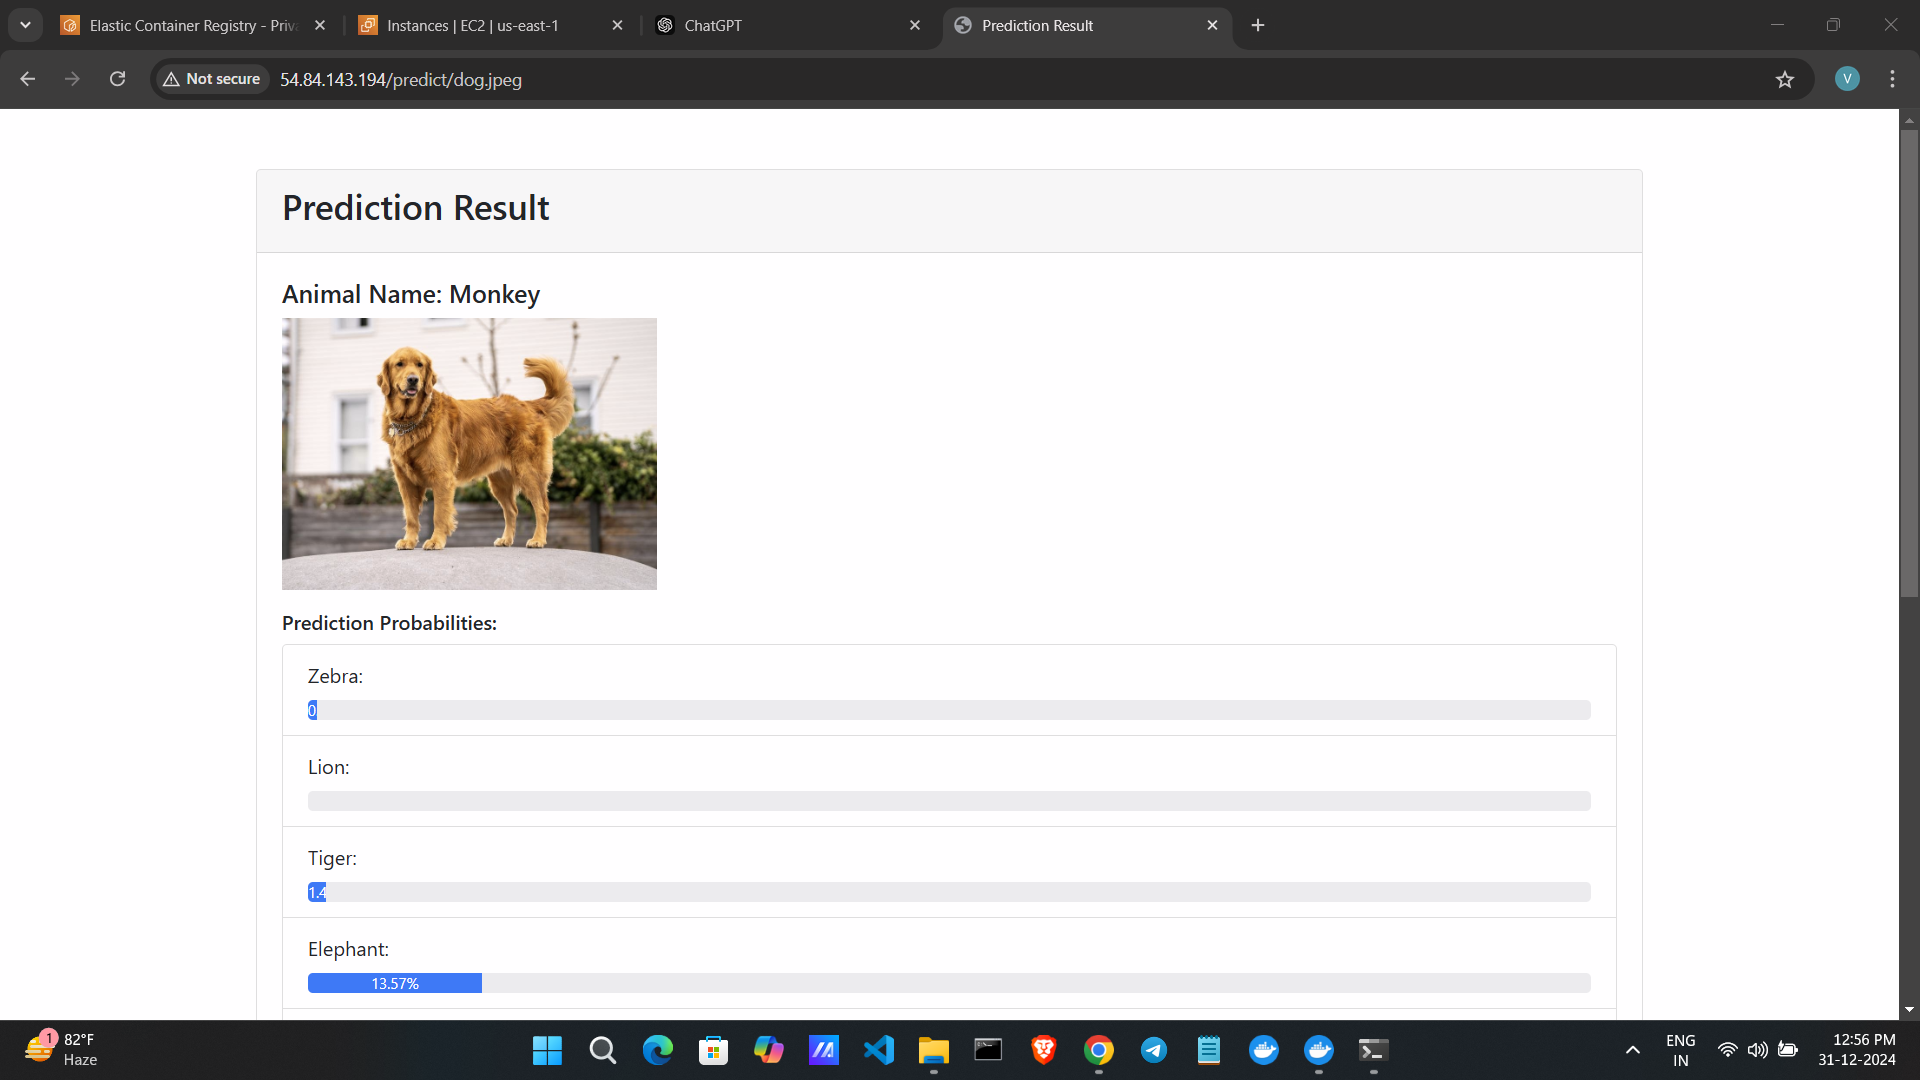 Elastic Container Registry - Priv
Instances | EC2 | us-east-1
ChatGPT
Prediction Result
Not secure
54.84.143.194/predict/dog.jpeg
V
Prediction Result
Animal Name: Monkey
Prediction Probabilities:
Zebra:
0
Lion:
Tiger:
1.4
Elephant:
13.57%
1
82°F
Haze
ENG
IN
12:56 PM
31-12-2024